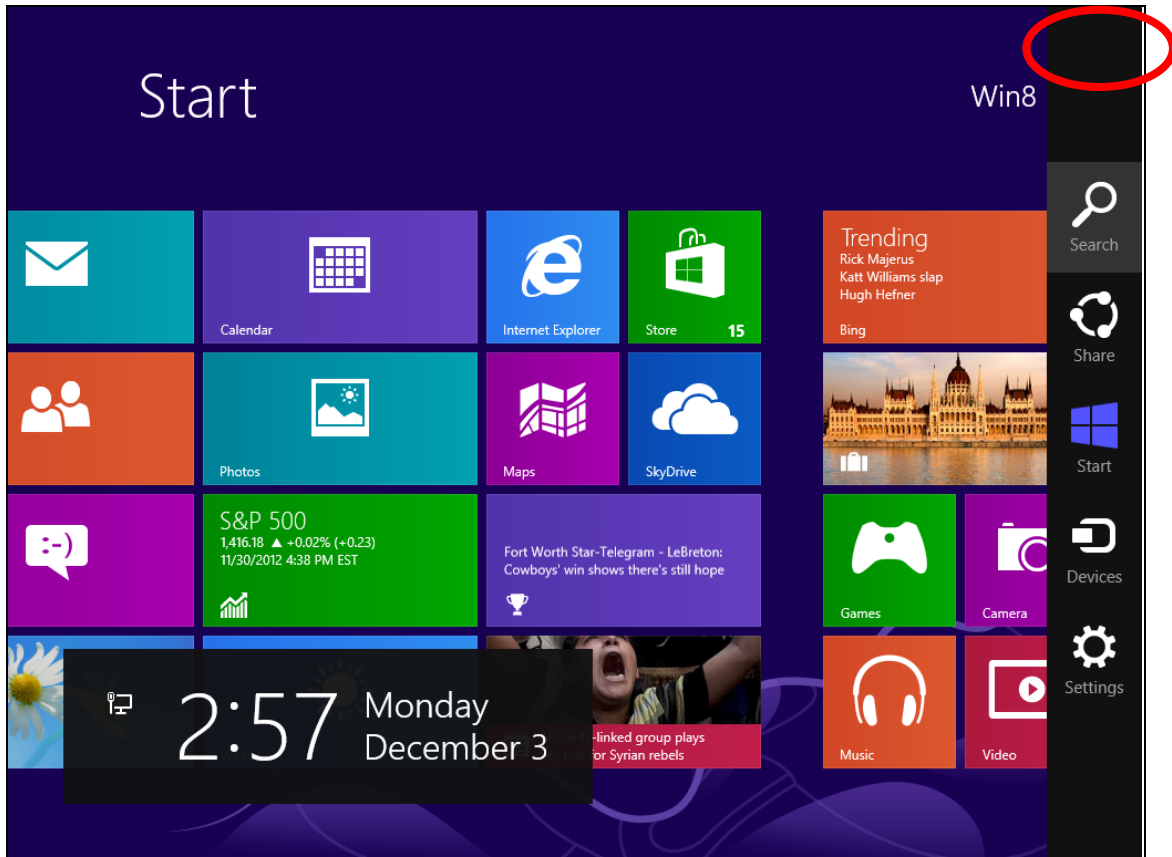 Start
Win8
Search
Share
Start
Devices
Settings
Calendar
Internet Explorer
Store 15
Trending
Rick Majerus
Katt Williams slap
Hugh Hefner
Bing
Photos
Maps
SkyDrive
:-)
S&P 500
1,416.18 ▲ +0.02% (+0.23)
11/30/2012 4:38 PM EST
Fort Worth Star-Telegram - LeBreton:
Cowboys' win shows there's still hope
Games
Camera
2:57
Monday
December 3
-linked group plays
for Syrian rebels
Music
Video